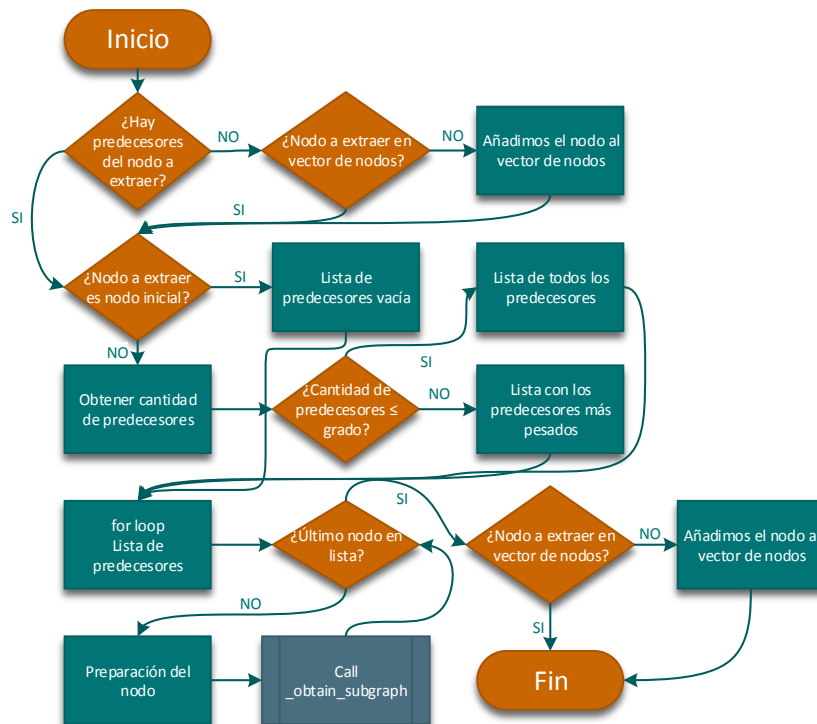 Inicio
¿Hay
predecesores
del nodo a
extraer?
NO
¿Nodo a extraer en
vector de nodos?
NO
Añadimos el nodo al
vector de nodos
SI
SI
SI
¿Nodo a extraer
es nodo inicial?
SI
Lista de
predecesores vacía
Lista de todos los
predecesores
NO
SI
Obtener cantidad
de predecesores
¿Cantidad de
predecesores ≤
grado?
NO
Lista con los
predecesores más
pesados
for loop
Lista de
predecesores
¿Último nodo en
lista?
SI
¿Nodo a extraer en
vector de nodos?
NO
Añadimos el nodo al
vector de nodos
NO
SI
Preparación del
nodo
Call
_obtain_subgraph
Fin